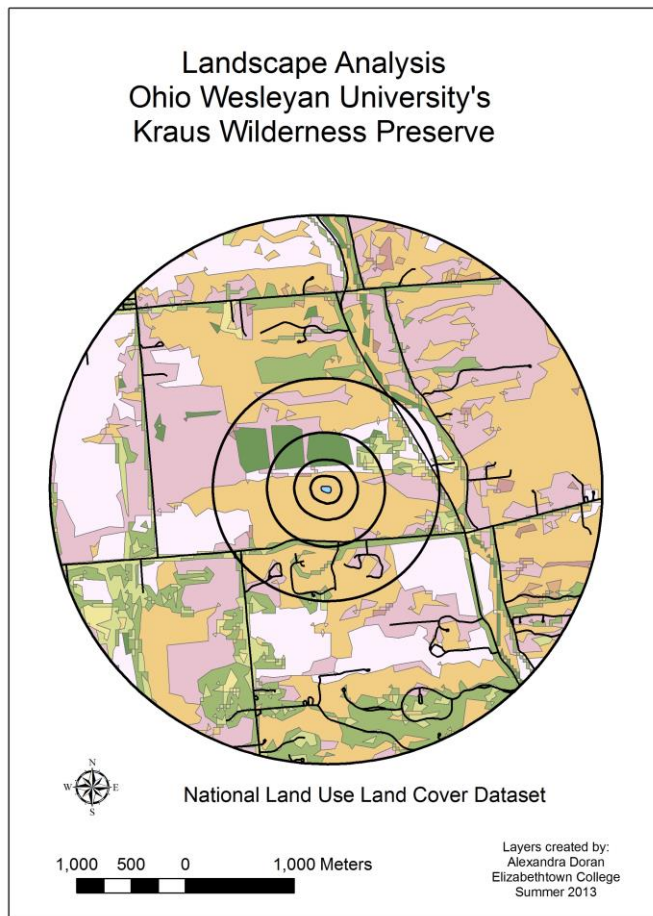 Landscape Analysis
Ohio Wesleyan University's
Kraus Wilderness Preserve
N
W E
S
National Land Use Land Cover Dataset
1,000 500 0 1,000 Meters
Layers created by:
Alexandra Doran
Elizabethtown College
Summer 2013